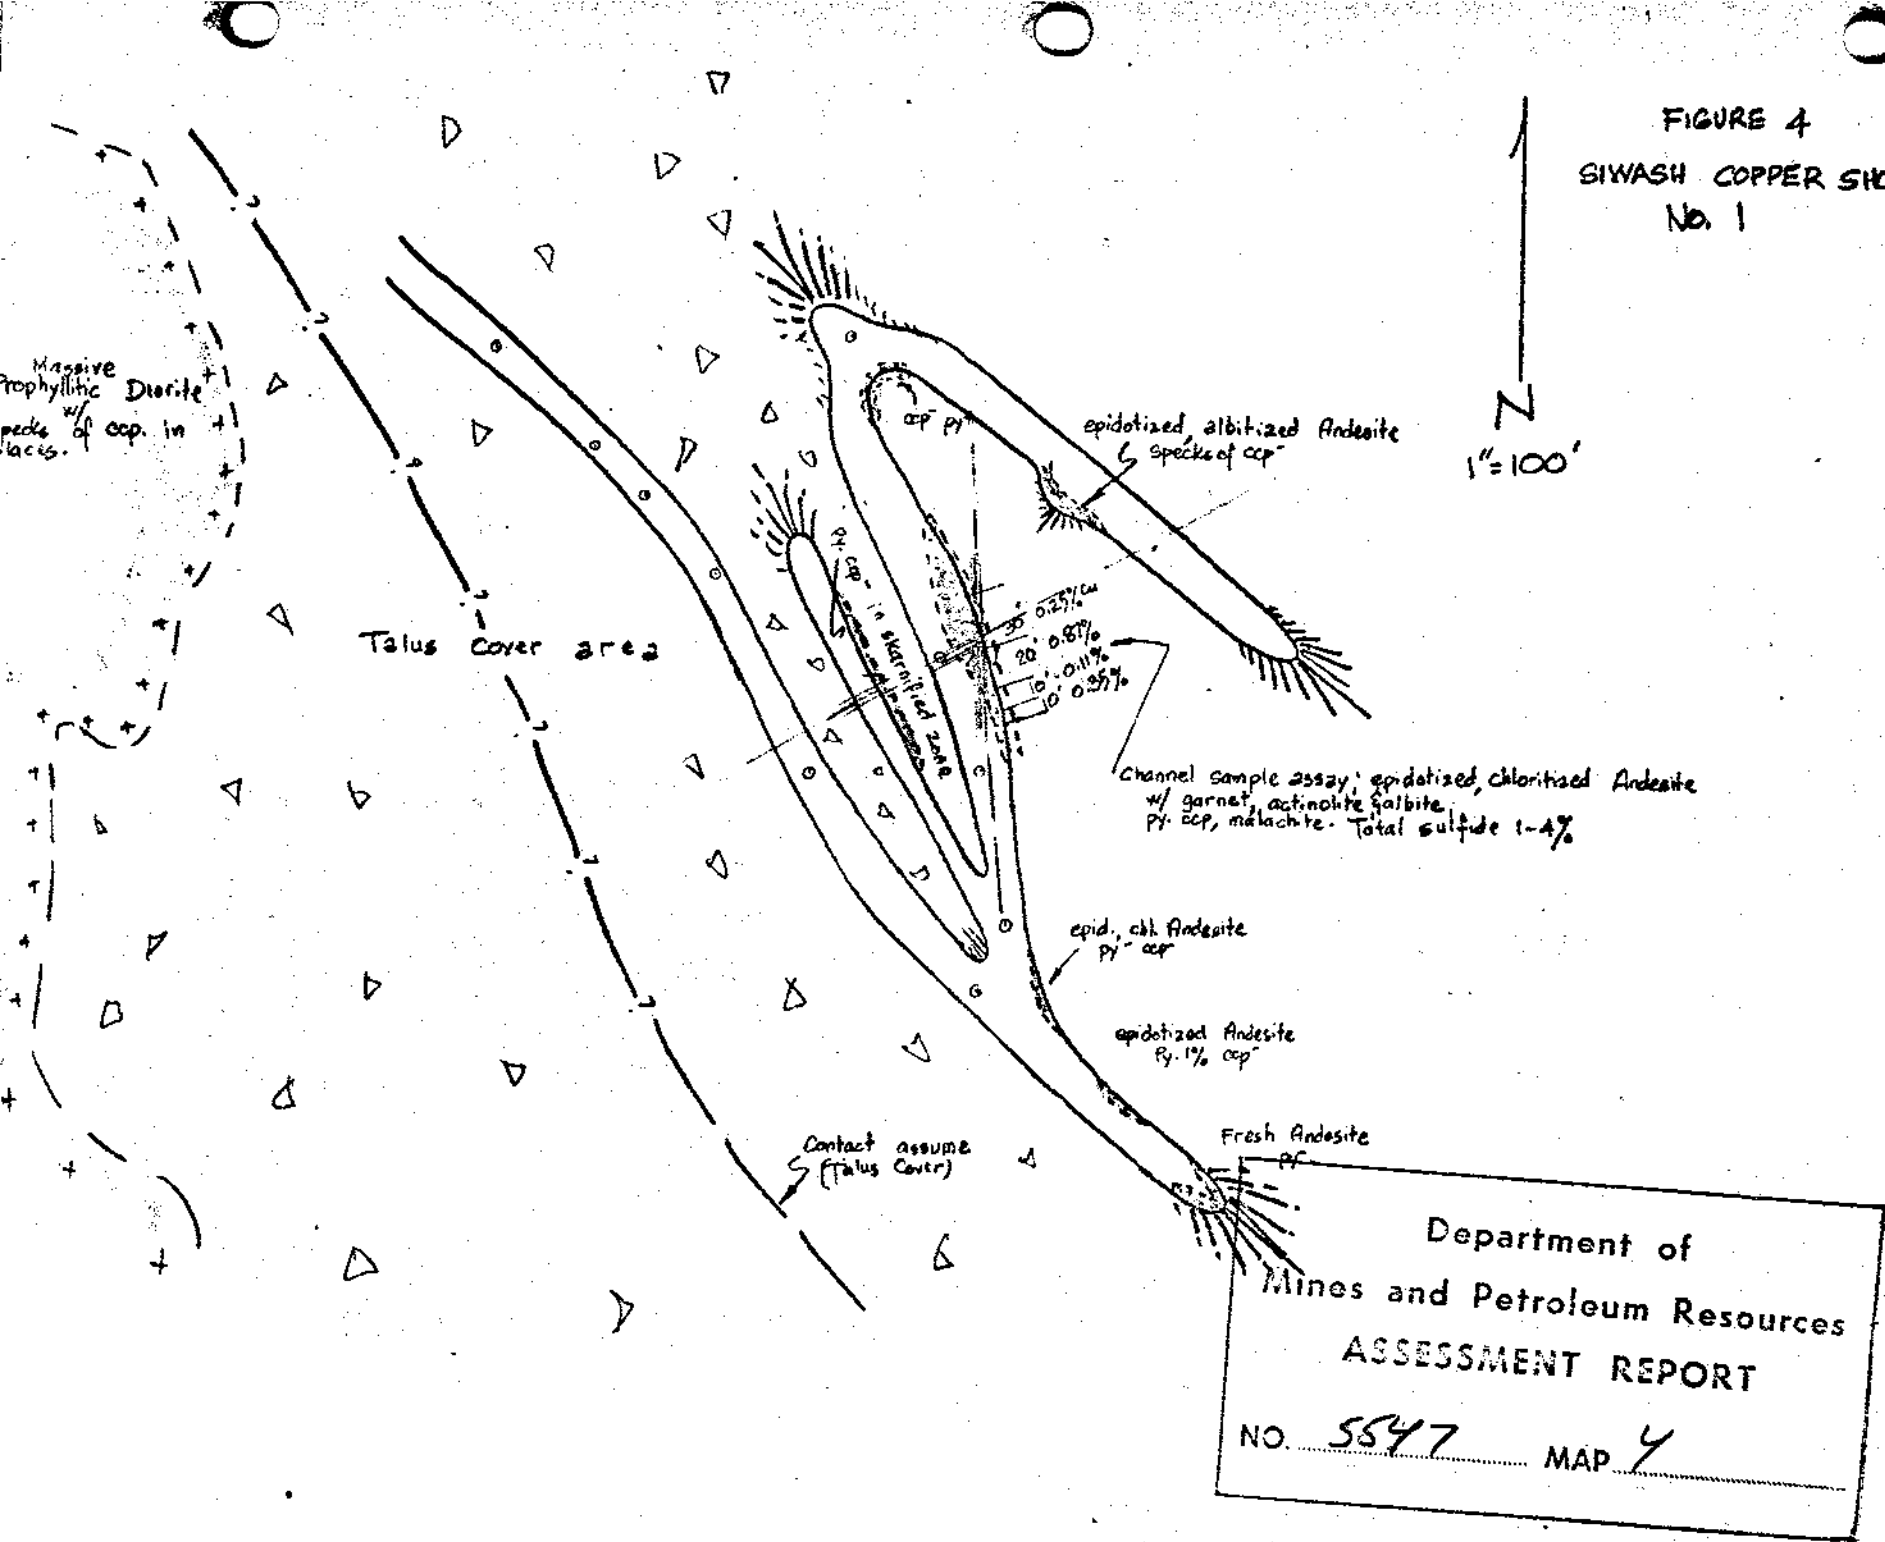 FIGURE 4
SIWASH COPPER SHO
No. 1
N
1"=100'
Massive
Prophyllitic Diorite
w/
pecks of ccp. in
placis.
ccp⁻ py⁺
epidotized, albitized Andesite
specks of ccp⁻
py. ccp⁻ in skarnified zone
30' 0.25% Cu
20' 0.87%
10' 0.11%
10' 0.35%
Talus cover area
Channel sample assay; epidotized, chloritized Andesite
w/ garnet, actinolite & albite.
py. ccp, malachite. Total sulfide 1-4%
epid., chl. Andesite
py⁻ ccp⁻
epidotized Andesite
Py. 1% ccp⁻
Contact assume
(Talus Cover)
Fresh Andesite
py⁻
Department of
Mines and Petroleum Resources
ASSESSMENT REPORT
NO. 5547 MAP 4